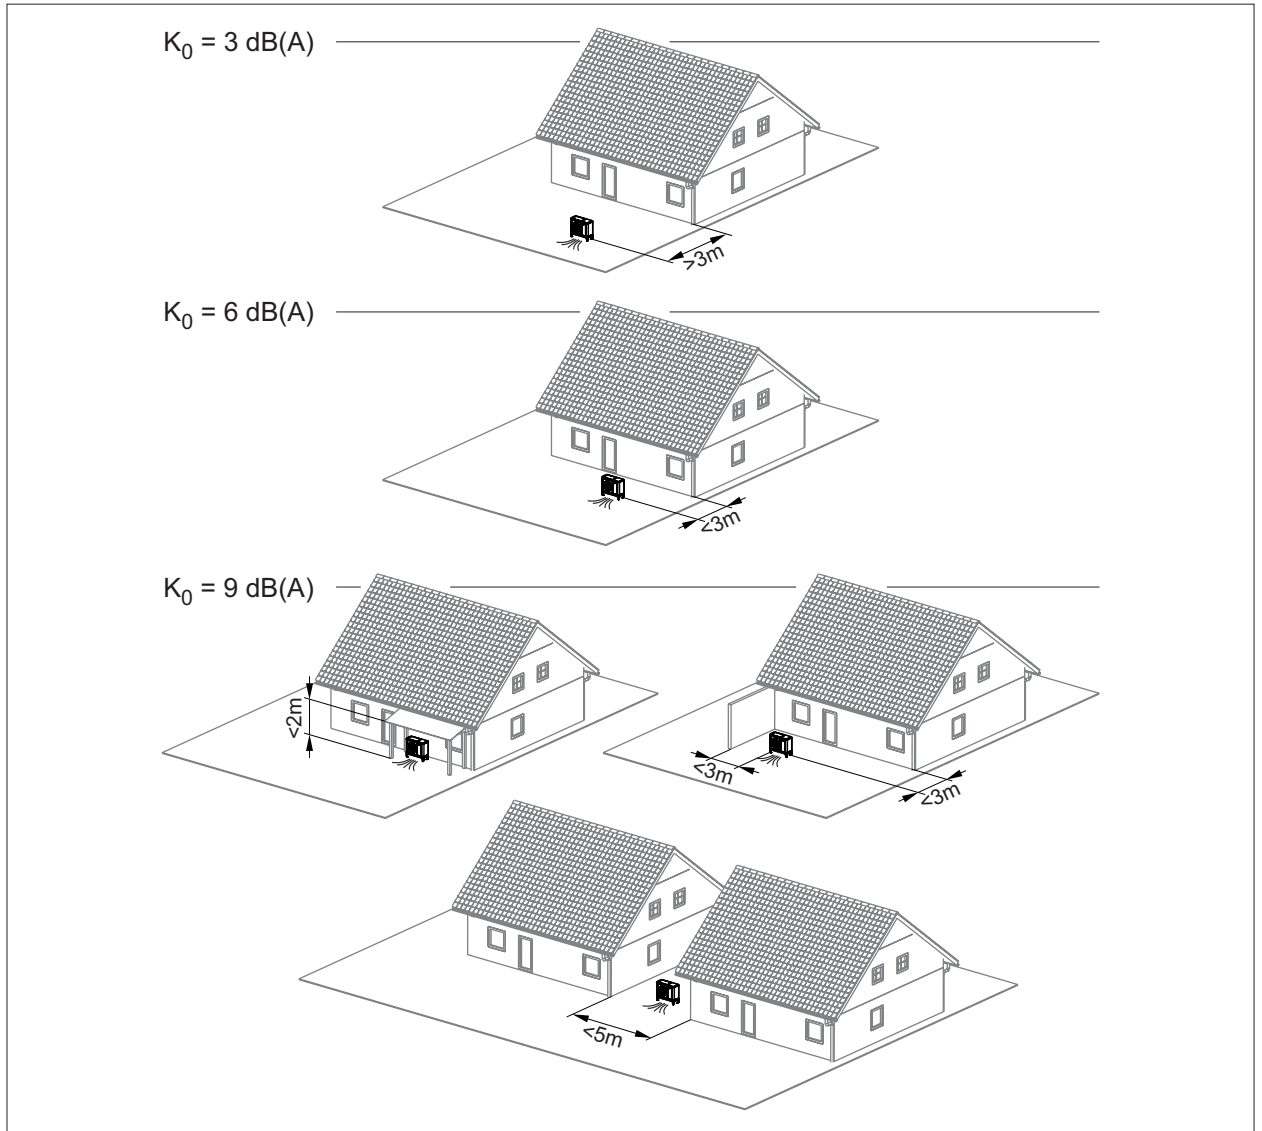 K₀ = 3 dB(A)
>3m
K₀ = 6 dB(A)
<3m
K₀ = 9 dB(A)
<2m
<3m
<3m
<5m